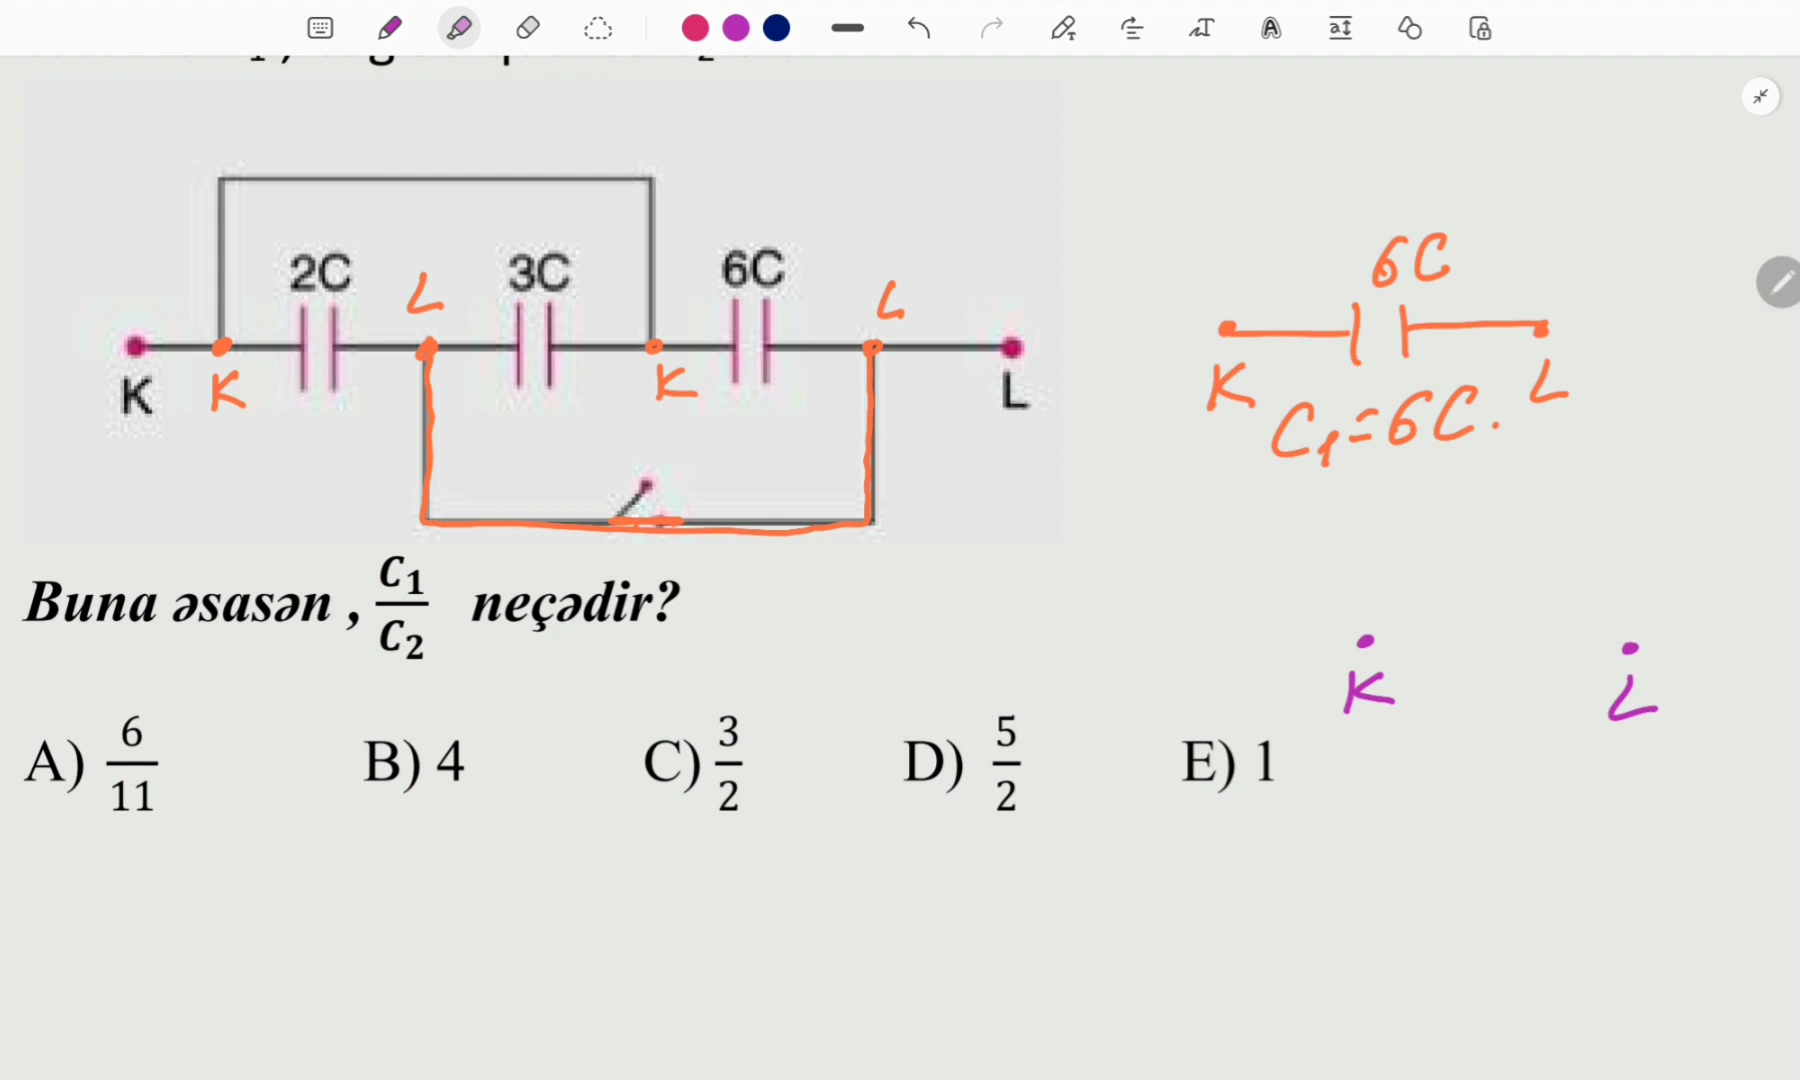 2C
3C
6C
L
L
K
K
K
L
6C
K
L
C₁=6C.
Buna əsasən , C₁/C₂ neçədir?
K
L
A) 6/11 B) 4 C) 3/2 D) 5/2 E) 1